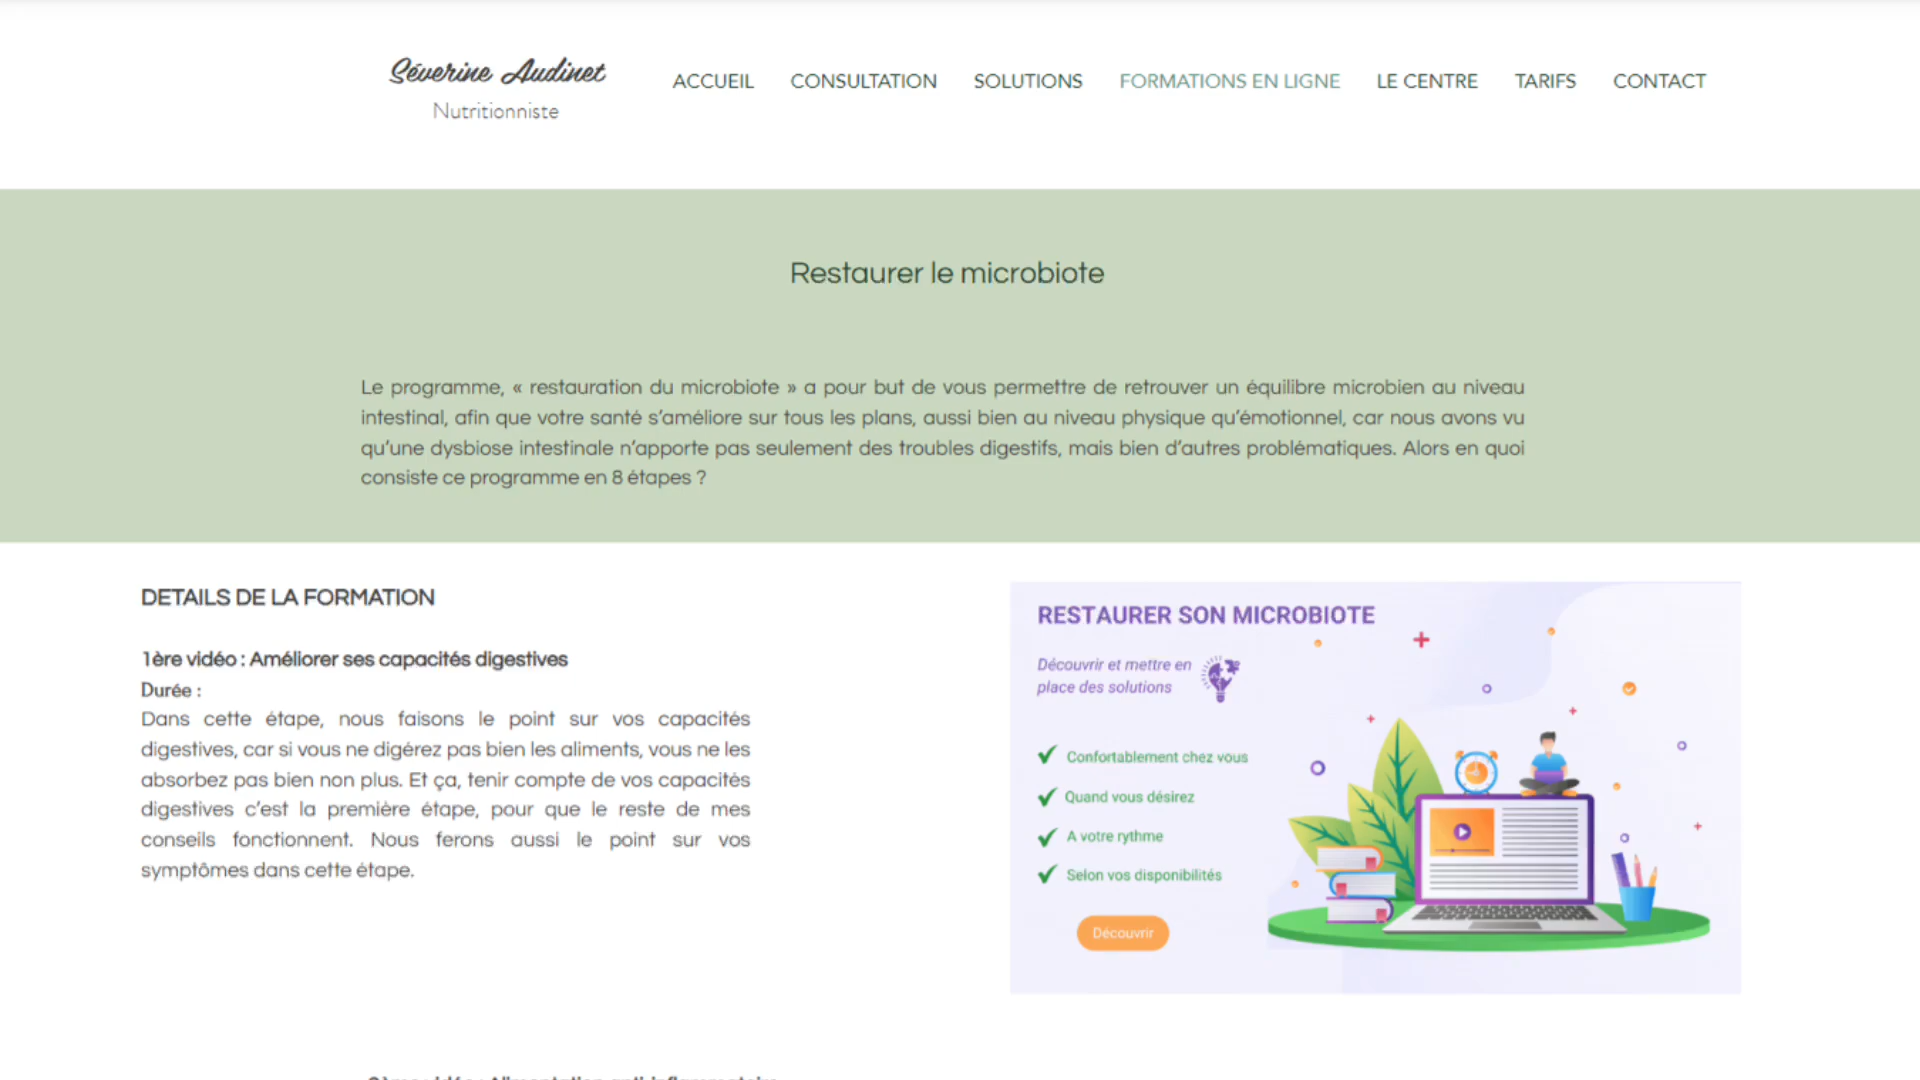 Séverine Audinet
Nutritionniste
ACCUEIL CONSULTATION SOLUTIONS FORMATIONS EN LIGNE LE CENTRE TARIFS CONTACT
Restaurer le microbiote
Le programme, « restauration du microbiote » a pour but de vous permettre de retrouver un équilibre microbien au niveau
intestinal, afin que votre santé s’améliore sur tous les plans, aussi bien au niveau physique qu’émotionnel, car nous avons vu
qu’une dysbiose intestinale n’apporte pas seulement des troubles digestifs, mais bien d’autres problématiques. Alors en quoi
consiste ce programme en 8 étapes ?
DETAILS DE LA FORMATION
1ère vidéo : Améliorer ses capacités digestives
Durée :
Dans cette étape, nous faisons le point sur vos capacités
digestives, car si vous ne digérez pas bien les aliments, vous ne les
absorbez pas bien non plus. Et ça, tenir compte de vos capacités
digestives c’est la première étape, pour que le reste de mes
conseils fonctionnent. Nous ferons aussi le point sur vos
symptômes dans cette étape.
RESTAURER SON MICROBIOTE
Découvrir et mettre en
place des solutions
Confortablement chez vous
Quand vous désirez
A votre rythme
Selon vos disponibilités
Découvrir